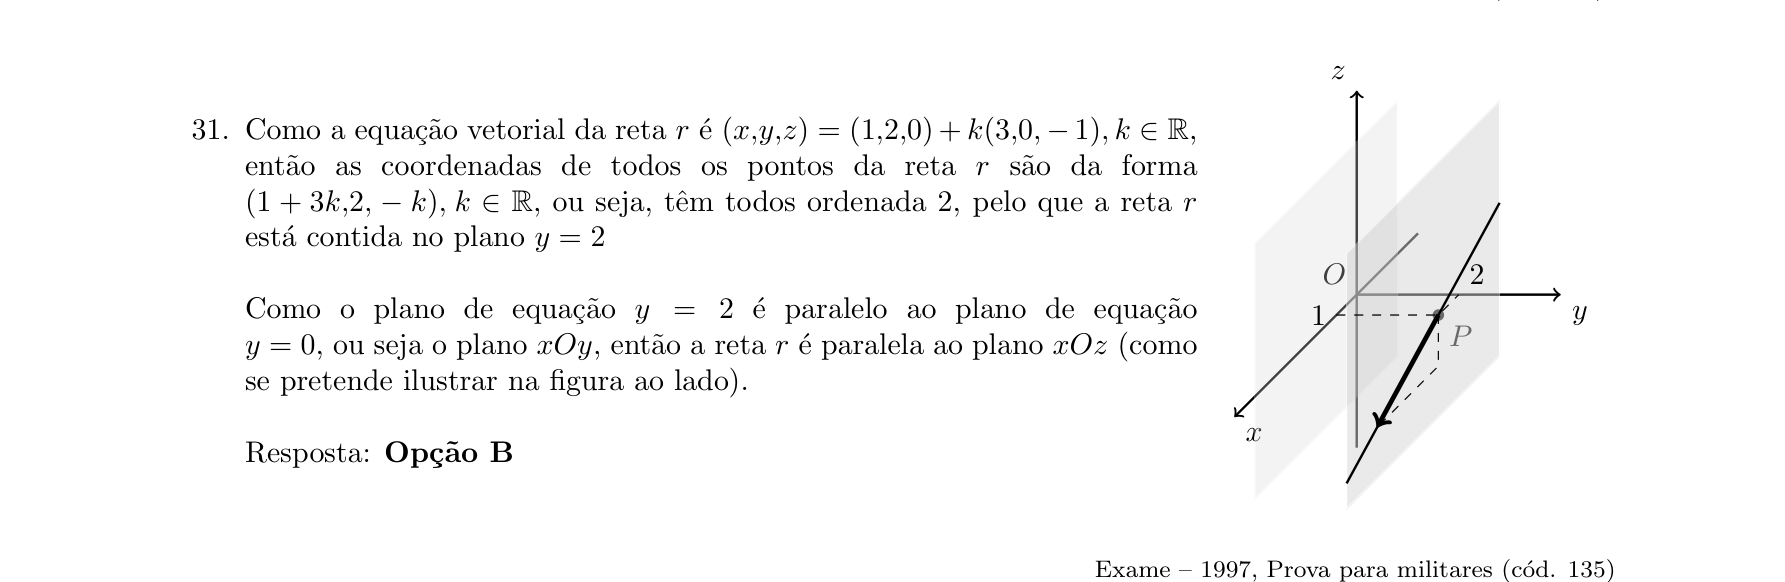 31. Como a equação vetorial da reta r é (x,y,z) = (1,2,0) + k(3,0, − 1), k ∈ ℝ,
então as coordenadas de todos os pontos da reta r são da forma
(1 + 3k,2, − k), k ∈ ℝ, ou seja, têm todos ordenada 2, pelo que a reta r
está contida no plano y = 2
Como o plano de equação y = 2 é paralelo ao plano de equação
y = 0, ou seja o plano xOy, então a reta r é paralela ao plano xOz (como
se pretende ilustrar na figura ao lado).
Resposta: Opção B
z
O
2
1
y
P
x
Exame – 1997, Prova para militares (cód. 135)